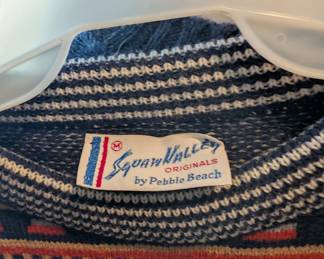 M
Squaw Valley
ORIGINALS
by Pebble Beach